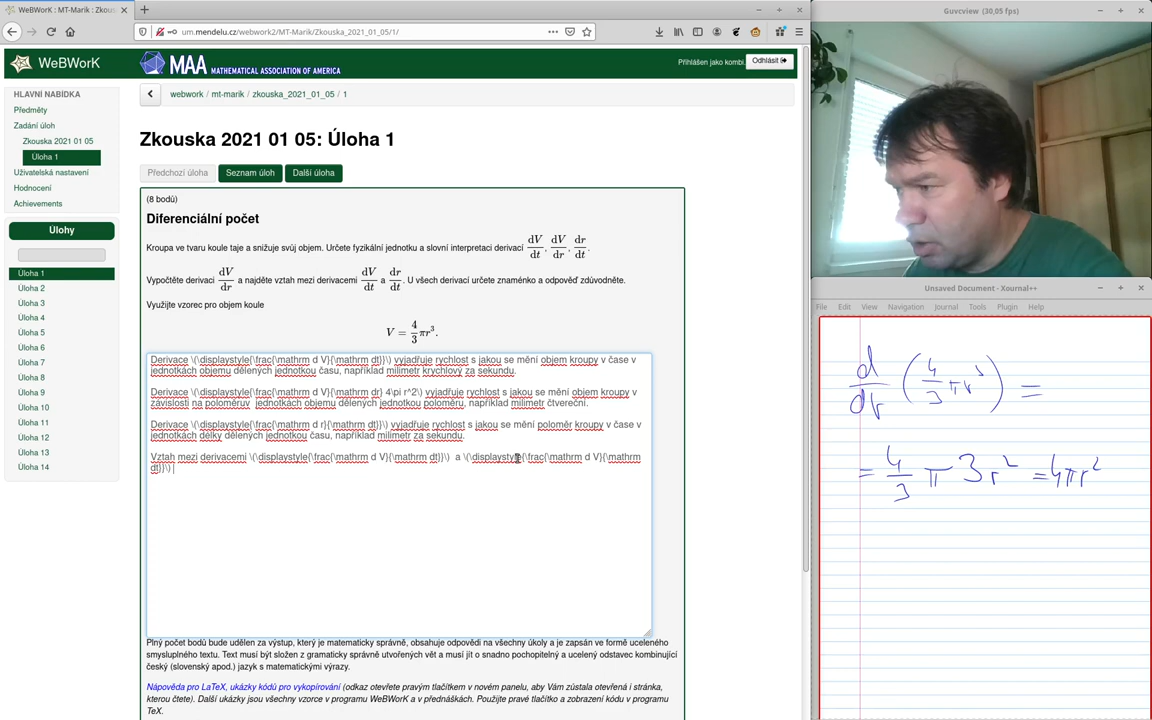 WeBWorK : MT-Marik : Zkous
Guvcview (30,05 fps)
um.mendelu.cz/webwork2/MT-Marik/Zkouska_2021_01_05/1/
WeBWorK
MAA MATHEMATICAL ASSOCIATION OF AMERICA
Přihlášen jako kombi.
Odhlásit
HLAVNÍ NABÍDKA
Předměty
Zadání úloh
Zkouska 2021 01 05
Úloha 1
Uživatelská nastavení
Hodnocení
Achievements
Úlohy
Úloha 1
Úloha 2
Úloha 3
Úloha 4
Úloha 5
Úloha 6
Úloha 7
Úloha 8
Úloha 9
Úloha 10
Úloha 11
Úloha 12
Úloha 13
Úloha 14
webwork / mt-marik / zkouska_2021_01_05 / 1
Zkouska 2021 01 05: Úloha 1
Předchozí úloha
Seznam úloh
Další úloha
(8 bodů)
Diferenciální počet
Kroupa ve tvaru koule taje a snižuje svůj objem. Určete fyzikální jednotku a slovní interpretaci derivací dV/dt, dV/dr, dr/dt.
Vypočtěte derivaci dV/dr a najděte vztah mezi derivacemi dV/dt a dr/dt. U všech derivací určete znaménko a odpověď zdůvodněte.
Využijte vzorec pro objem koule
V = 4/3 πr³.
Derivace \(\displaystyle{\frac{\mathrm d V}{\mathrm dt}}\) vyjadřuje rychlost s jakou se mění objem kroupy v čase v
jednotkách objemu dělených jednotkou času, například milimetr krychlový za sekundu.
Derivace \(\displaystyle{\frac{\mathrm d V}{\mathrm dr} 4\pi r^2\) vyjadřuje rychlost s jakou se mění objem kroupy v
závislosti na poloměruv  jednotkách objemu dělených jednotkou poloměru, například milimetr čtvereční.
Derivace \(\displaystyle{\frac{\mathrm d r}{\mathrm dt}}\) vyjadřuje rychlost s jakou se mění poloměr kroupy v čase v
jednotkách délky dělených jednotkou času, například milimetr za sekundu.
Vztah mezi derivacemi \(\displaystyle{\frac{\mathrm d V}{\mathrm dt}}\)  a \(\displaystyle{\frac{\mathrm d V}{\mathrm
dt}}\)
Plný počet bodů bude udělen za výstup, který je matematicky správně, obsahuje odpovědi na všechny úkoly a je zapsán ve formě uceleného
smysluplného textu. Text musí být složen z gramaticky správně utvořených vět a musí jít o snadno pochopitelný a ucelený odstavec kombinující
český (slovenský apod.) jazyk s matematickými výrazy.
Nápověda pro LaTeX, ukázky kódů pro vykopírování (odkaz otevřete pravým tlačítkem v novém panelu, aby Vám zůstala otevřená i stránka,
kterou čtete). Další ukázky jsou všechny vzorce v programu WeBWorK a v přednáškách. Použijte pravé tlačítko a zobrazení kódu v programu
TeX.
Unsaved Document - Xournal++
File Edit View Navigation Journal Tools Plugin Help
d/dr (4/3 πr³) =
= 4/3 π 3r² = 4πr²